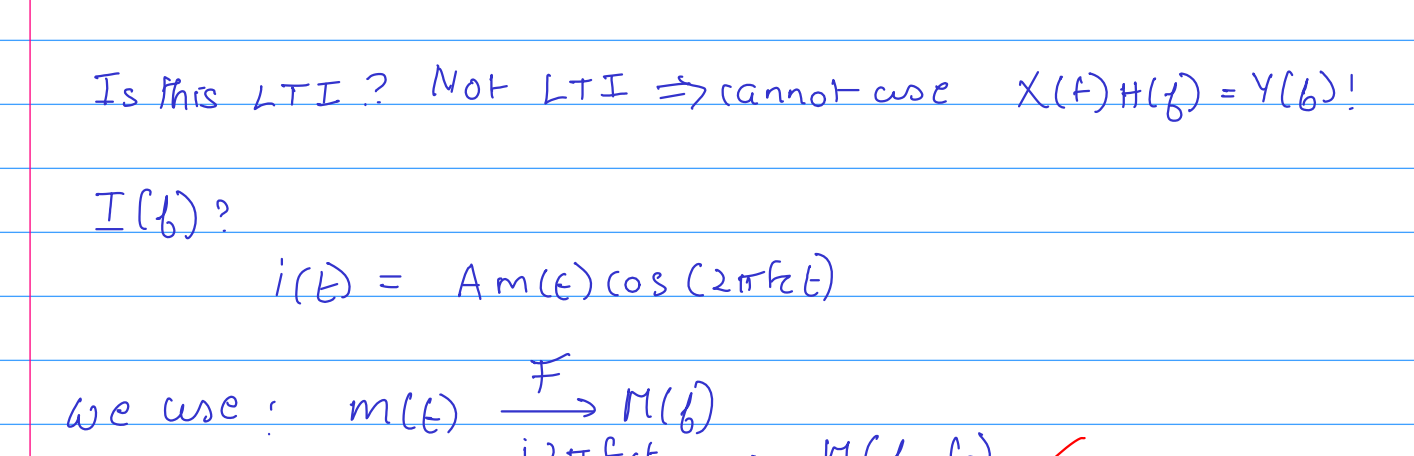 Is this LTI? Not LTI ⇒ cannot use X(f)H(f) = Y(f)!
I(f)?
i(t) = A m(t) cos (2πfct)
F
we use: m(t) → M(f)